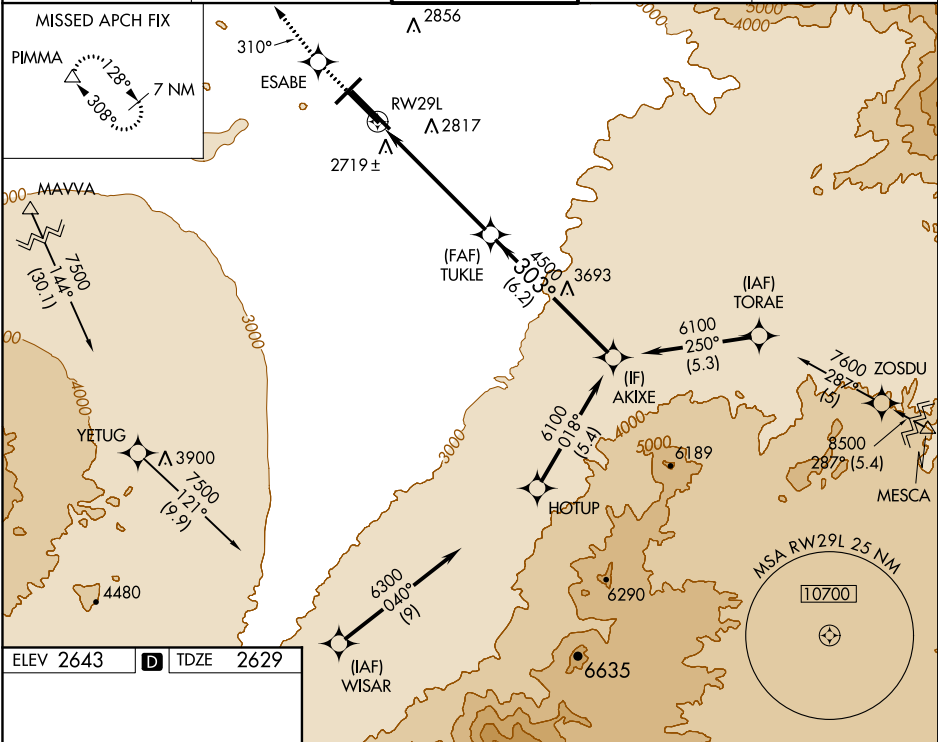 MISSED APCH FIX
PIMMA
128°
308°
7 NM
310°
ESABE
2856
5000
5000
4000
RW29L
2817
2719 ±
000
MAVVA
7500
144°
(30.1)
3000
(FAF)
TUKLE
4500
303°
(6.2)
3693
(IAF)
TORAE
6100
250°
(5.3)
00
4000
(IF)
AKIXE
7600
287°
(5)
ZOSDU
YETUG
3900
7500
121°
(9.9)
3000
6100
018°
(5.4)
4000
5000
6189
8500
287° (5.4)
MESCA
HOTUP
4480
6300
040°
(9)
6290
MSA RW29L 25 NM
10700
(IAF)
WISAR
6635
ELEV 2643
D
TDZE 2629